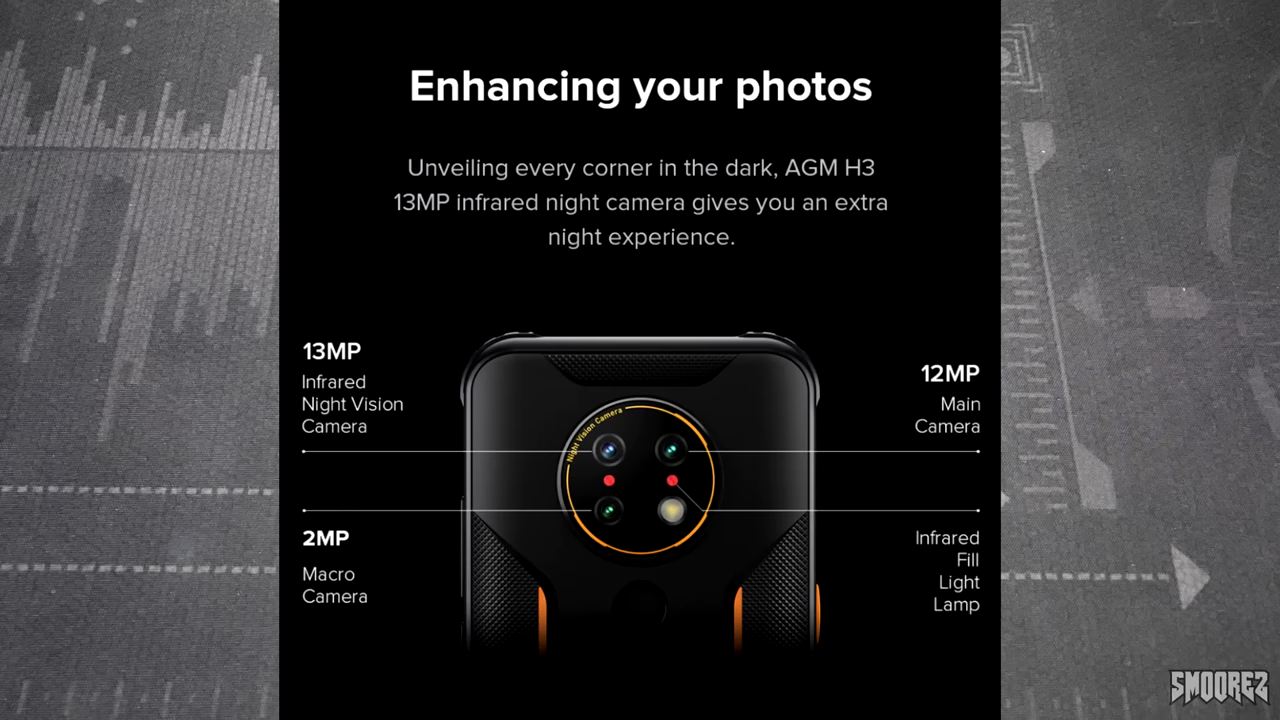 Enhancing your photos
Unveiling every corner in the dark, AGM H3
13MP infrared night camera gives you an extra
night experience.
13MP
Infrared
Night Vision
Camera
12MP
Main
Camera
Night Vision Camera
2MP
Macro
Camera
Infrared
Fill
Light
Lamp
SMOOREZ